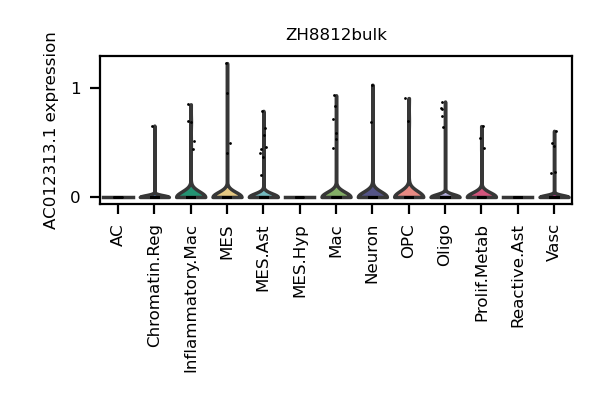 ZH8812bulk
AC012313.1 expression
1
0
AC
Chromatin.Reg
Inflammatory.Mac
MES
MES.Ast
MES.Hyp
Mac
Neuron
OPC
Oligo
Prolif.Metab
Reactive.Ast
Vasc